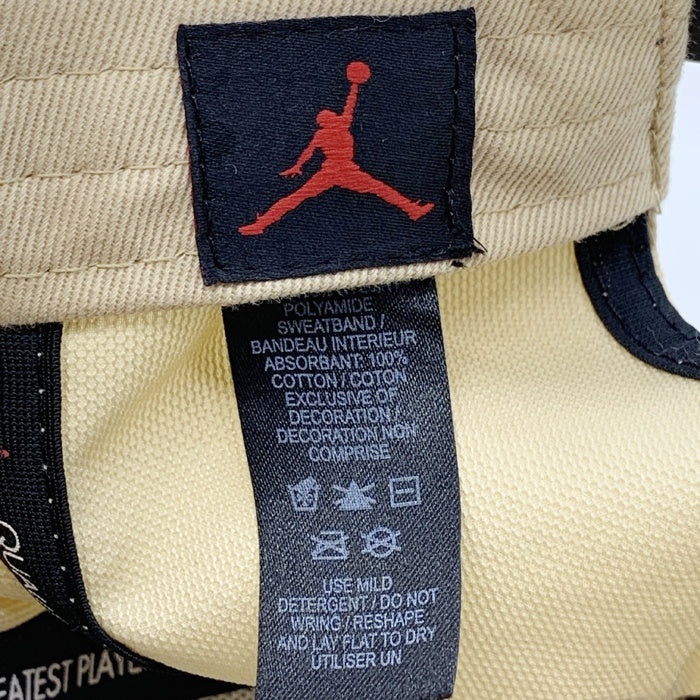 POLYAMIDE
SWEATBAND /
BANDEAU INTERIEUR
ABSORBANT: 100%
COTTON / COTON
EXCLUSIVE OF
DECORATION /
DECORATION NON
COMPRISE
USE MILD
DETERGENT / DO NOT
WRING / RESHAPE
AND LAY FLAT TO DRY
UTILISER UN
EATEST PLAYE